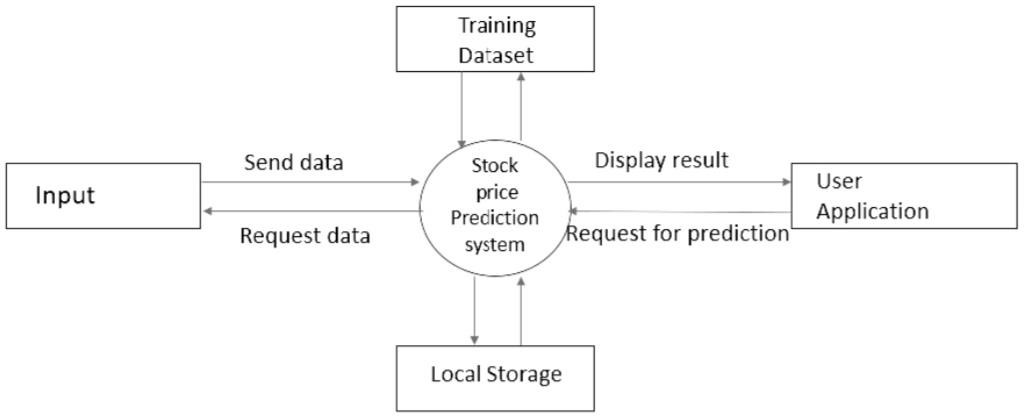 Training
Dataset
Send data
Display result
Stock
price
Prediction
system
Input
User
Application
Request data
Request for prediction
Local Storage